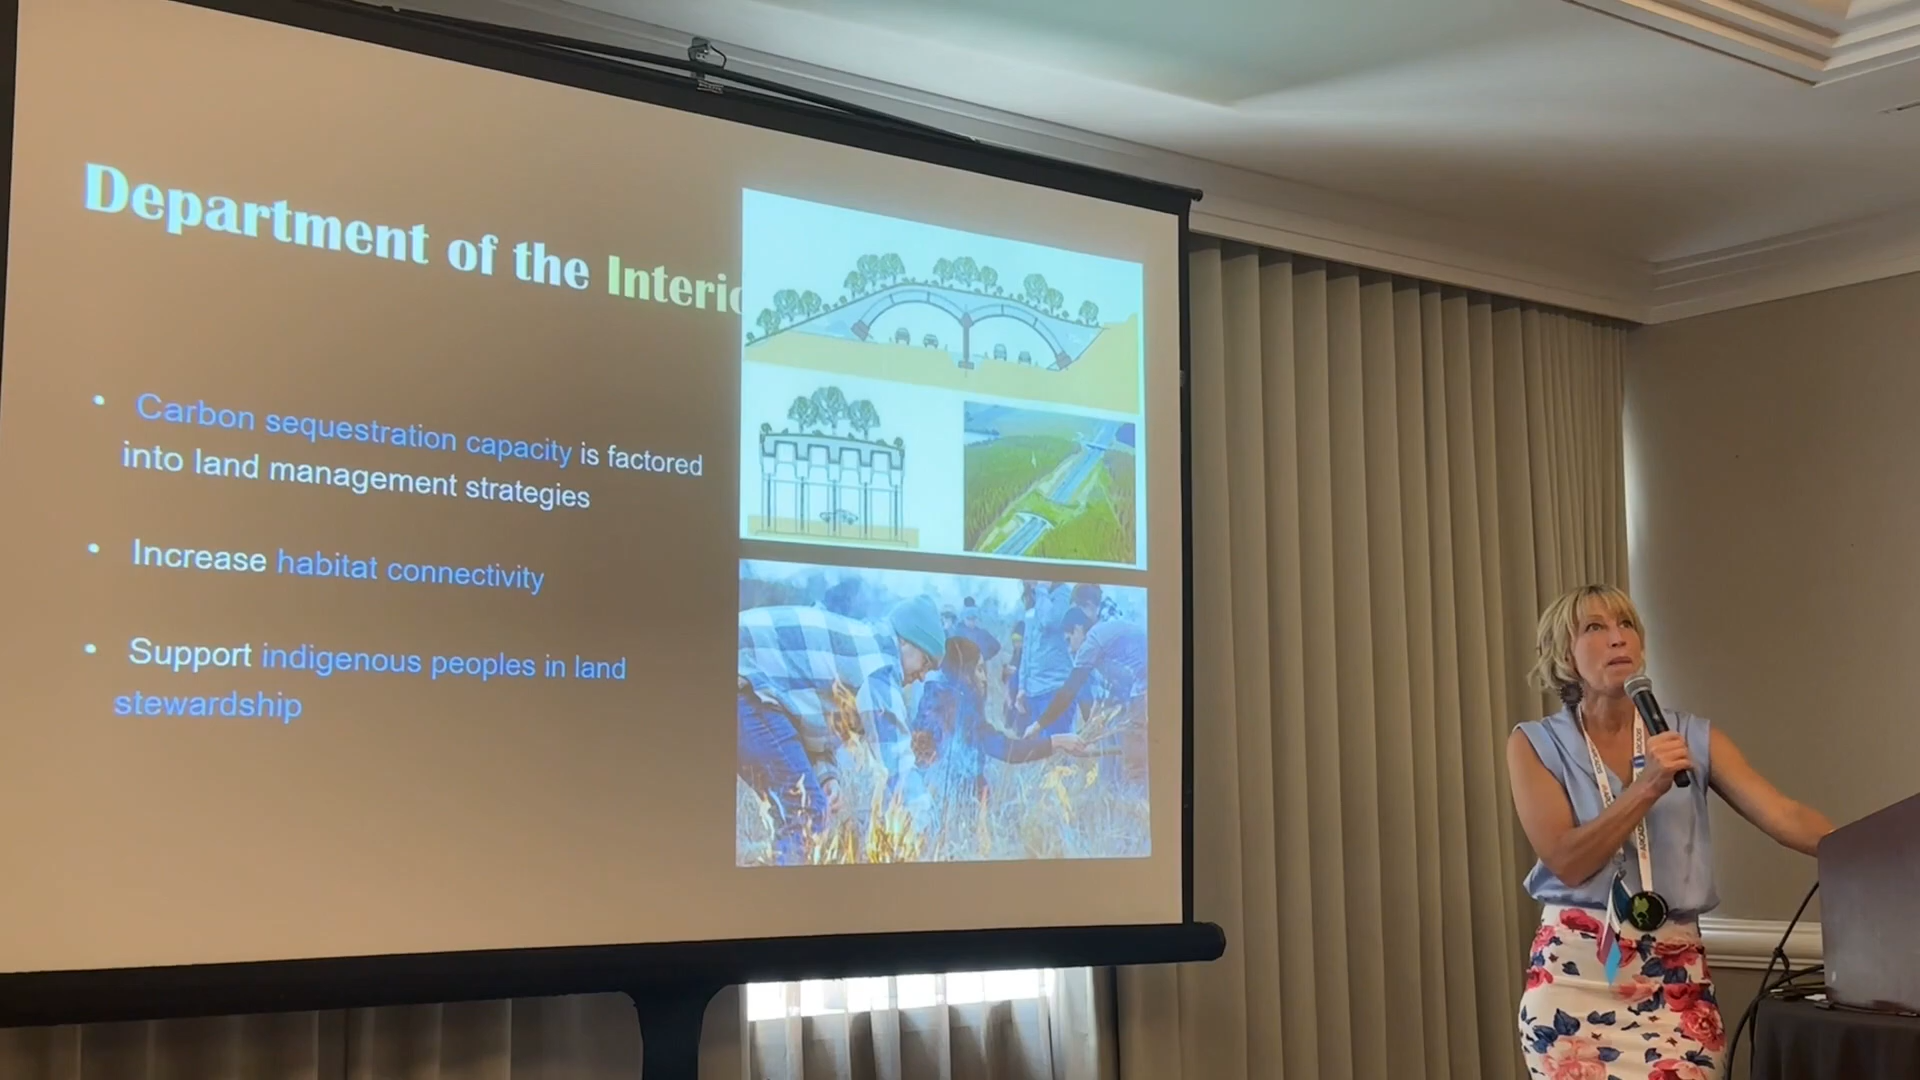 Department of the Interio
• Carbon sequestration capacity is factored
into land management strategies
• Increase habitat connectivity
• Support indigenous peoples in land
stewardship
ARCADIS